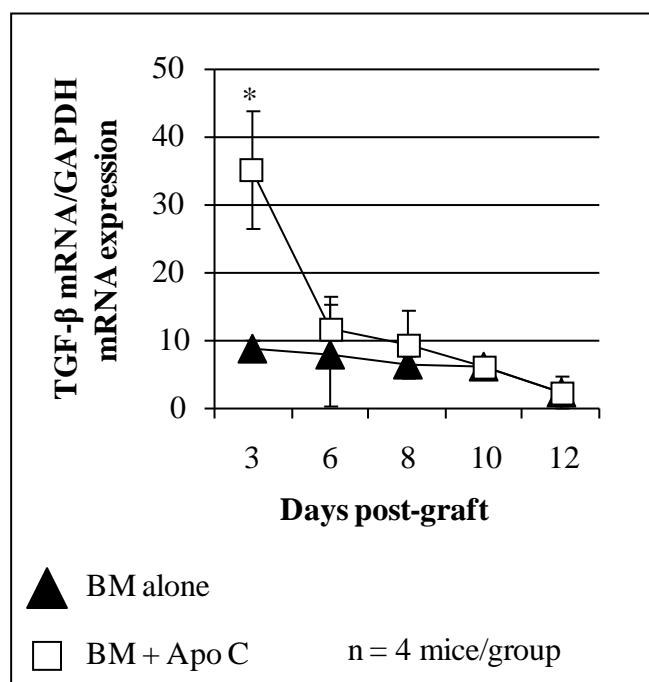 TGF-β mRNA/GAPDH
mRNA expression
50
40
30
20
10
0
*
3 6 8 10 12
Days post-graft
BM alone
BM + Apo C n = 4 mice/group